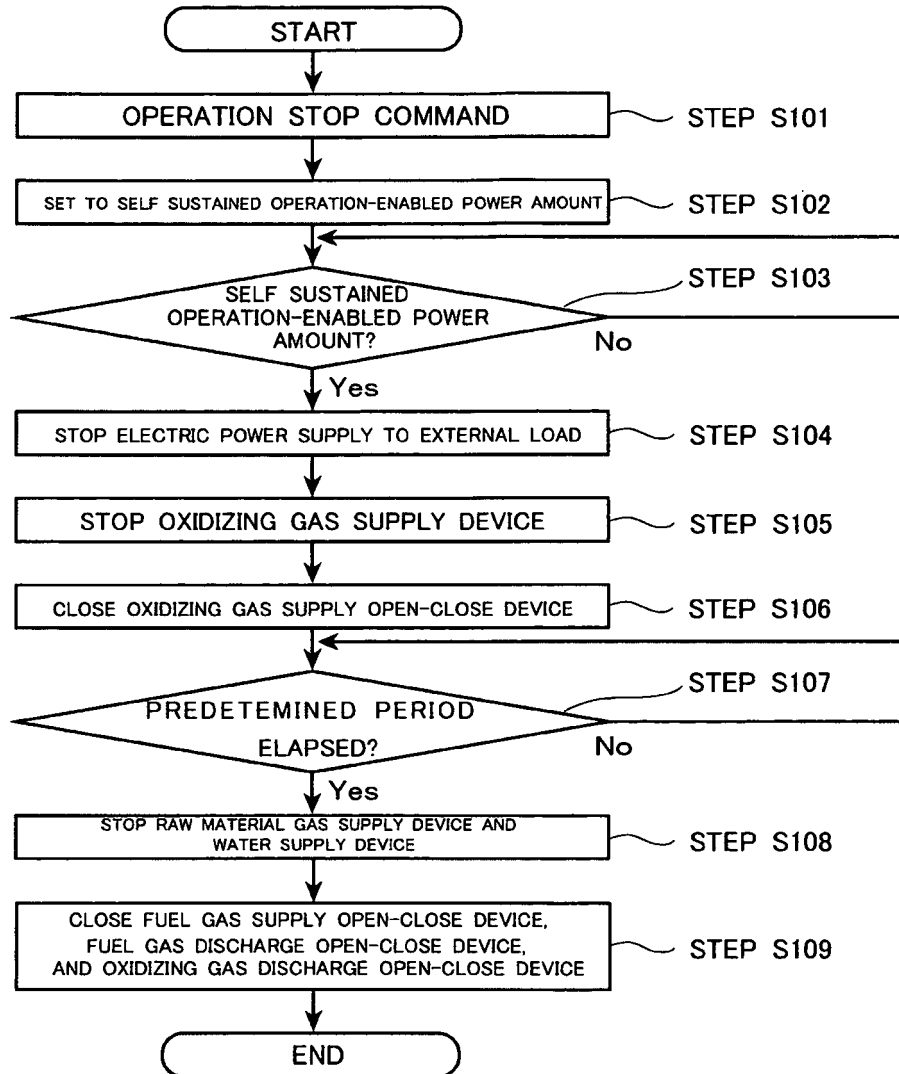 START
OPERATION STOP COMMAND
STEP S101
SET TO SELF SUSTAINED OPERATION-ENABLED POWER AMOUNT
STEP S102
SELF SUSTAINED
OPERATION-ENABLED POWER
AMOUNT?
STEP S103
No
Yes
STOP ELECTRIC POWER SUPPLY TO EXTERNAL LOAD
STEP S104
STOP OXIDIZING GAS SUPPLY DEVICE
STEP S105
CLOSE OXIDIZING GAS SUPPLY OPEN-CLOSE DEVICE
STEP S106
PREDETEMINED PERIOD
ELAPSED?
STEP S107
No
Yes
STOP RAW MATERIAL GAS SUPPLY DEVICE AND
WATER SUPPLY DEVICE
STEP S108
CLOSE FUEL GAS SUPPLY OPEN-CLOSE DEVICE,
FUEL GAS DISCHARGE OPEN-CLOSE DEVICE,
AND OXIDIZING GAS DISCHARGE OPEN-CLOSE DEVICE
STEP S109
END